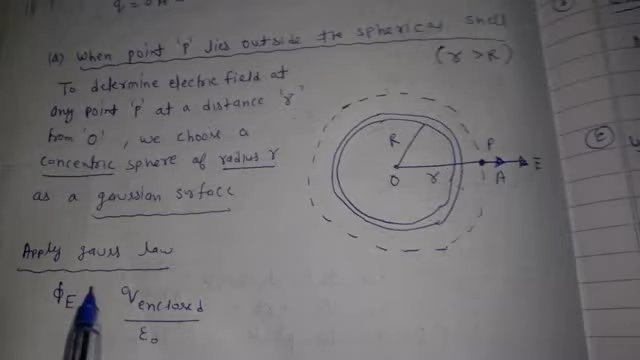 (a) When point 'p' lies outside the spherical shell
(r > R)
To determine electric field at
any point 'p' at a distance 'r'
from 'O', we choose a
concentric sphere of radius r
as a gaussian surface
R
P
O
r
A
E
Apply gauss law
ϕE
qenclosed
ε0